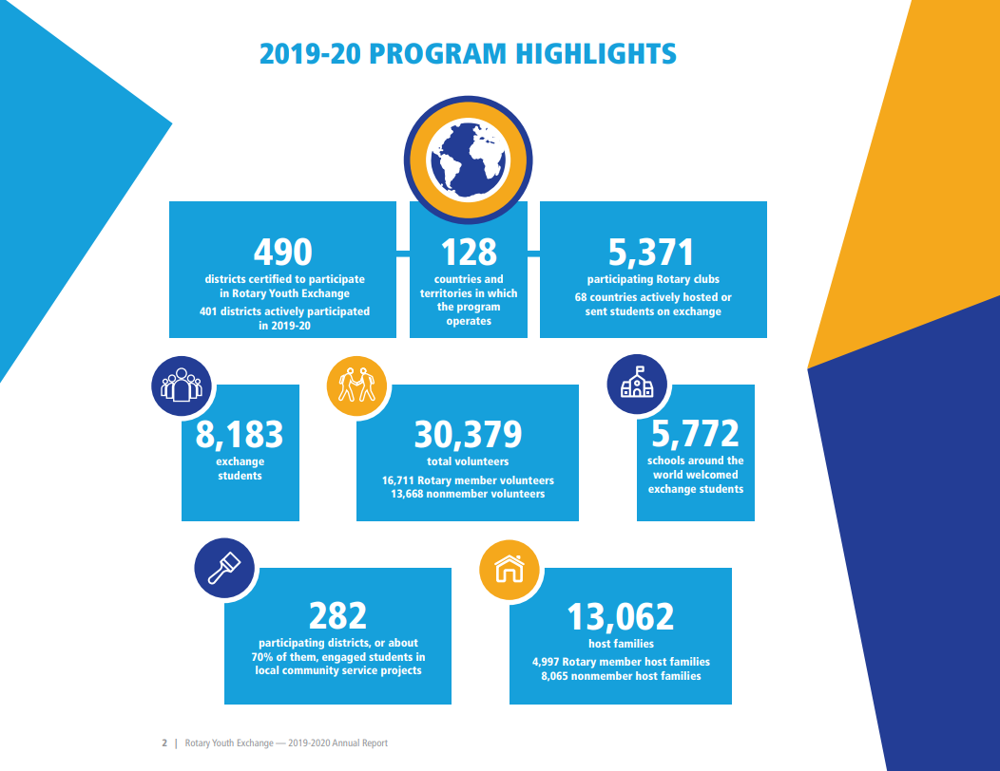 2019-20 PROGRAM HIGHLIGHTS
490
districts certified to participate
in Rotary Youth Exchange
401 districts actively participated
in 2019-20
128
countries and
territories in which
the program
operates
5,371
participating Rotary clubs
68 countries actively hosted or
sent students on exchange
8,183
exchange
students
30,379
total volunteers
16,711 Rotary member volunteers
13,668 nonmember volunteers
5,772
schools around the
world welcomed
exchange students
282
participating districts, or about
70% of them, engaged students in
local community service projects
13,062
host families
4,997 Rotary member host families
8,065 nonmember host families
2 | Rotary Youth Exchange — 2019-2020 Annual Report